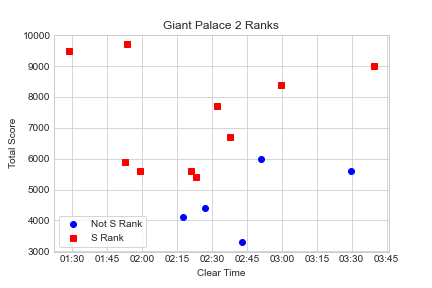 Giant Palace 2 Ranks
10000
9000
8000
7000
6000
5000
4000
3000
Total Score
Not S Rank
S Rank
01:30 01:45 02:00 02:15 02:30 02:45 03:00 03:15 03:30 03:45
Clear Time